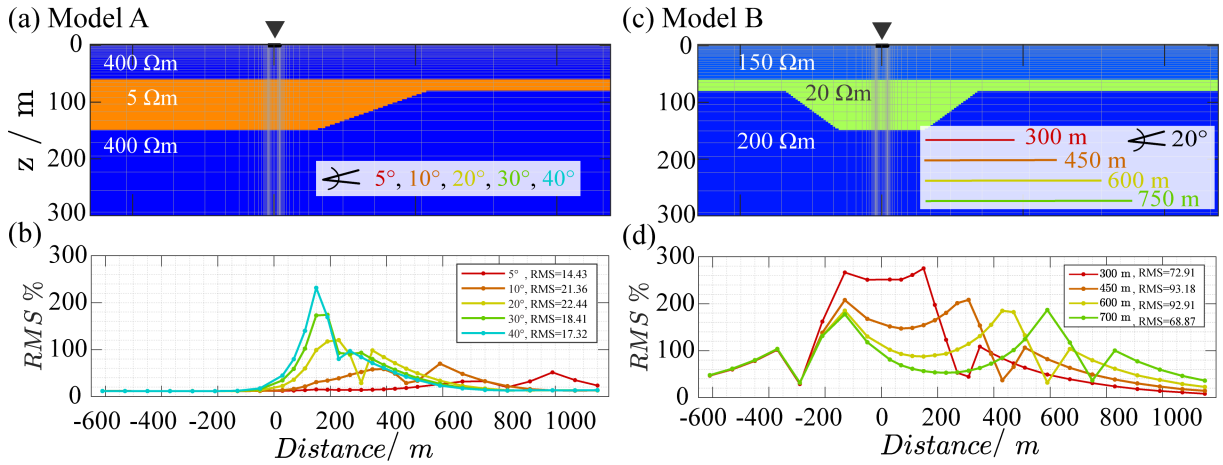 (a) Model A
0
100
200
300
z / m
400 Ωm
5 Ωm
400 Ωm
5°, 10°, 20°, 30°, 40°
(c) Model B
0
100
200
300
150 Ωm
20 Ωm
200 Ωm
20°
300 m
450 m
600 m
750 m
(b)
300
200
100
0
RMS %
5° , RMS=14.43
10° , RMS=21.36
20° , RMS=22.44
30° , RMS=18.41
40° , RMS=17.32
-600 -400 -200 0 200 400 600 800 1000
Distance/ m
(d)
300
200
100
0
RMS %
300 m , RMS=72.91
450 m , RMS=93.18
600 m , RMS=92.91
700 m , RMS=68.87
-600 -400 -200 0 200 400 600 800 1000
Distance/ m